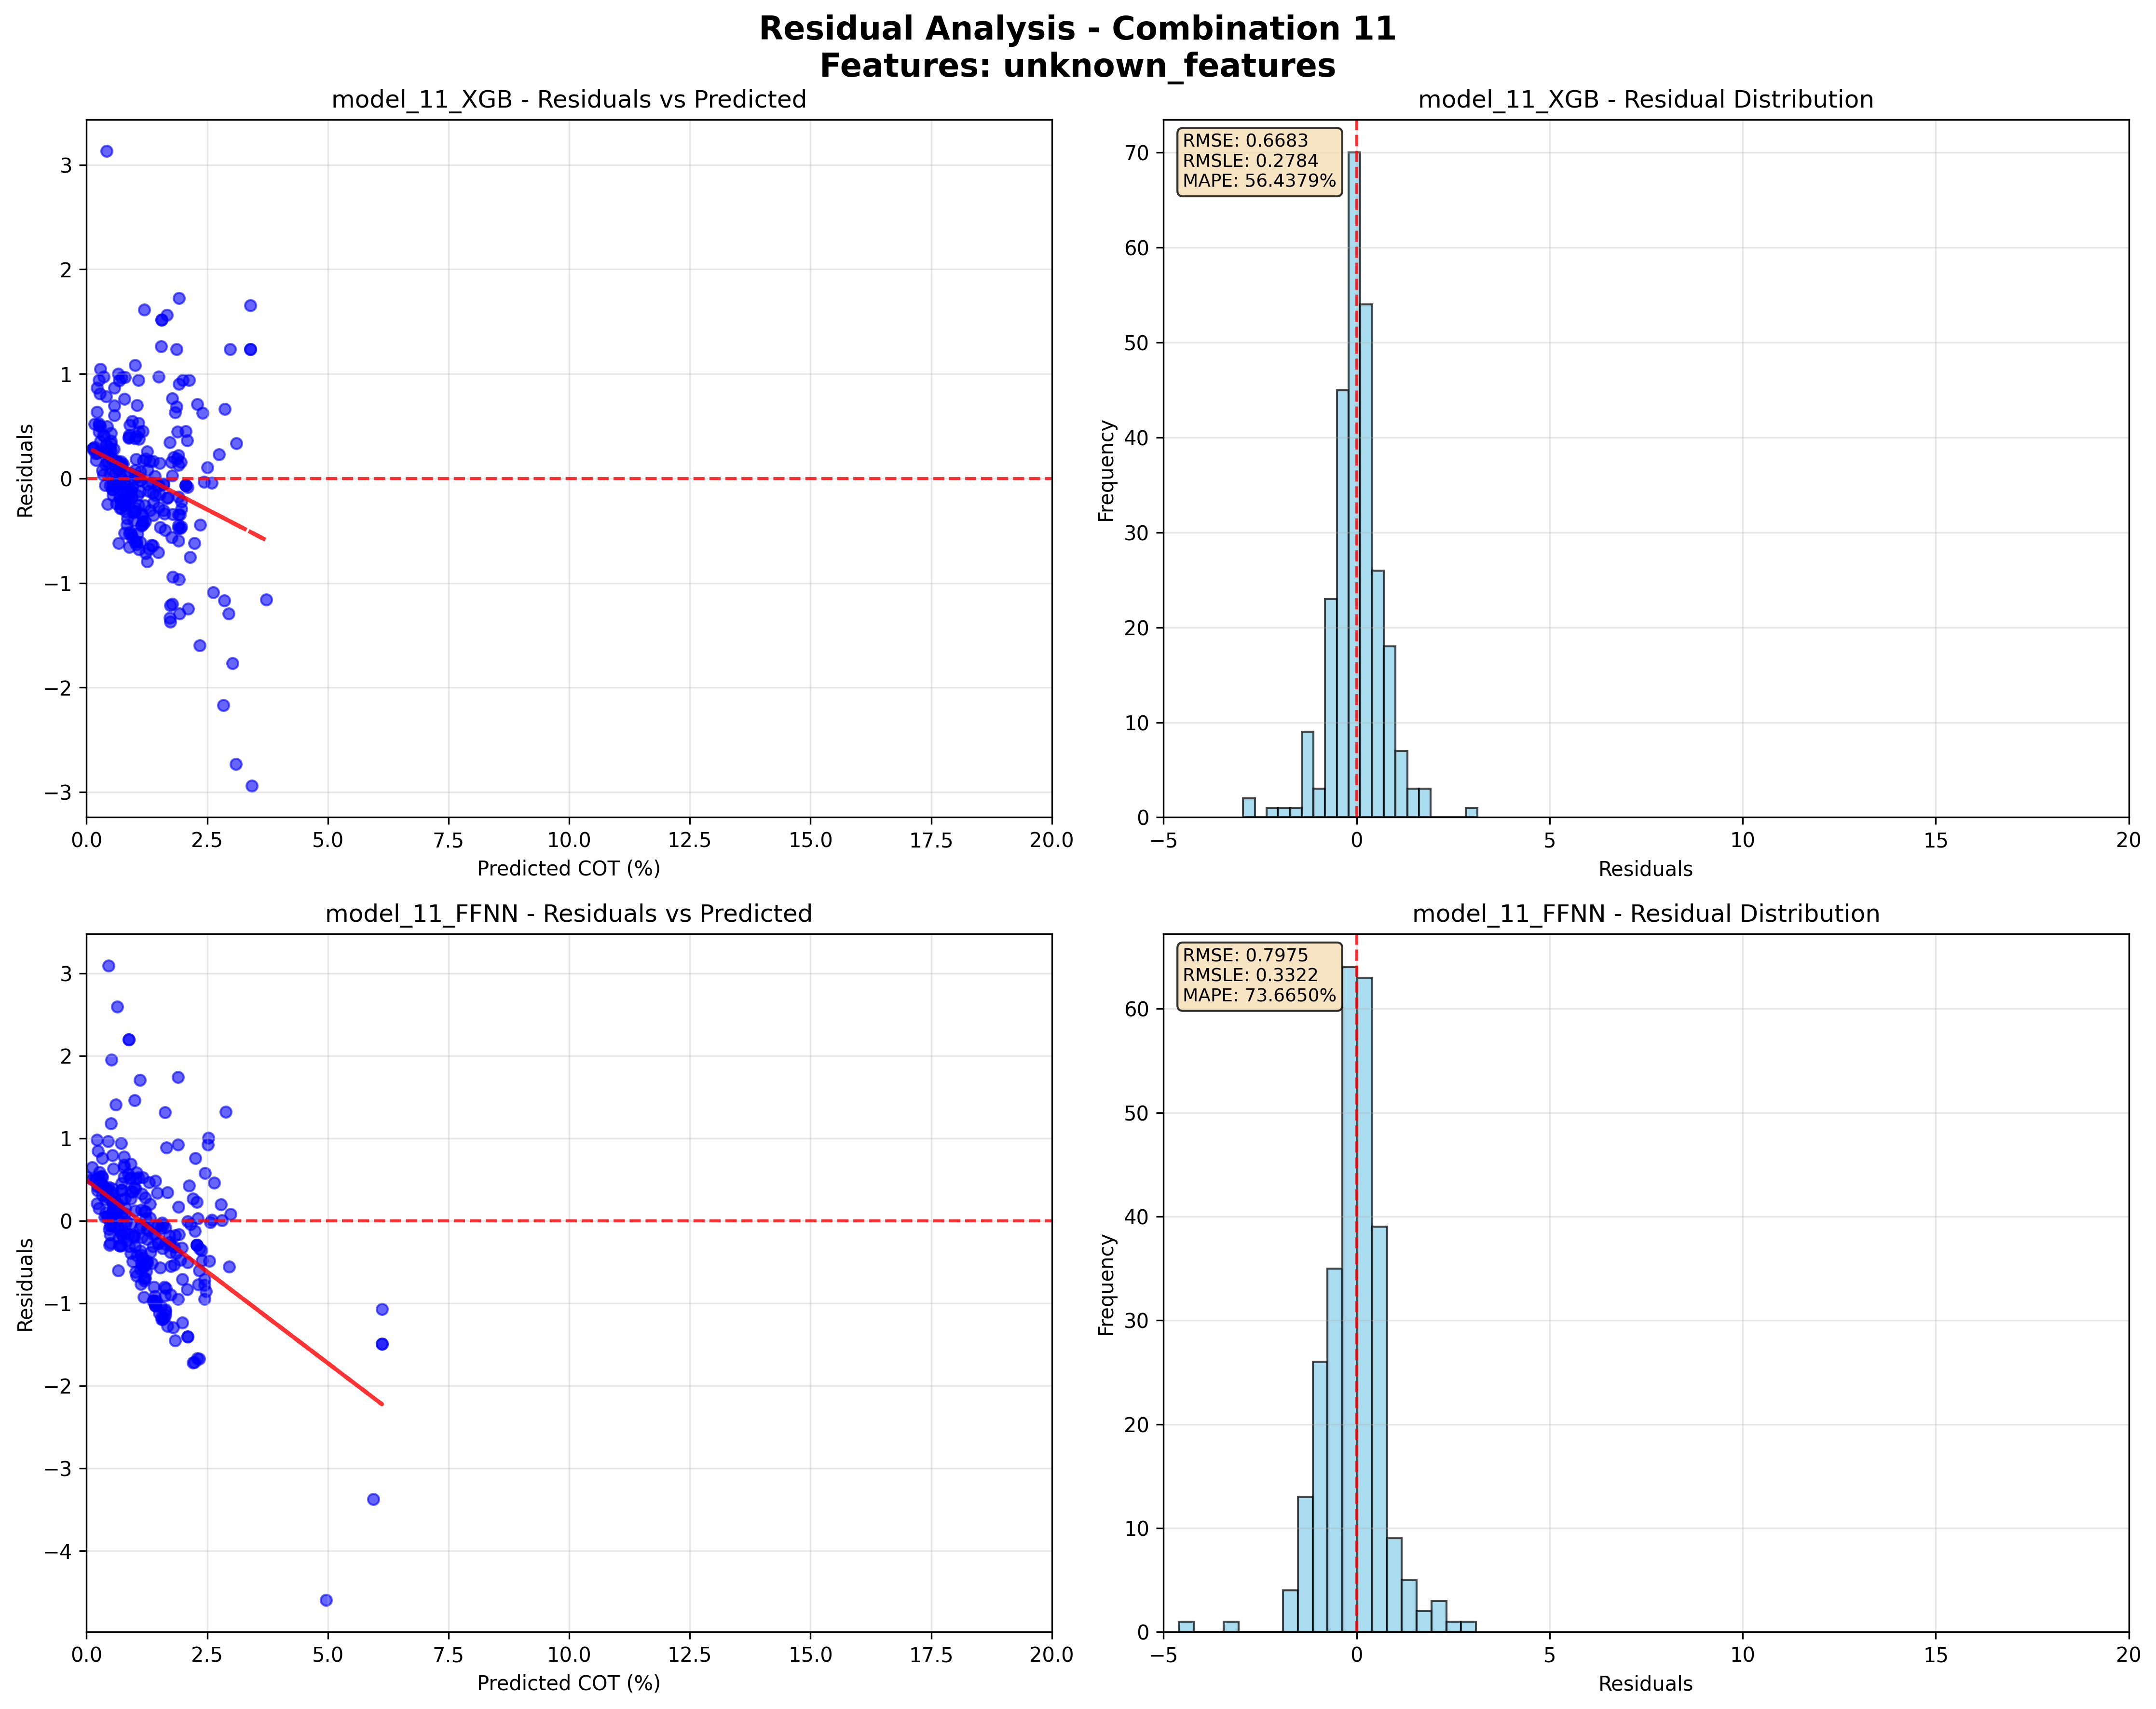 Residual Analysis - Combination 11
Features: unknown_features
model_11_XGB - Residuals vs Predicted
Residuals
3
2
1
0
−1
−2
−3
0.0 2.5 5.0 7.5 10.0 12.5 15.0 17.5 20.0
Predicted COT (%)
model_11_XGB - Residual Distribution
RMSE: 0.6683
RMSLE: 0.2784
MAPE: 56.4379%
Frequency
70
60
50
40
30
20
10
0
−5 0 5 10 15 20
Residuals
model_11_FFNN - Residuals vs Predicted
Residuals
3
2
1
0
−1
−2
−3
−4
0.0 2.5 5.0 7.5 10.0 12.5 15.0 17.5 20.0
Predicted COT (%)
model_11_FFNN - Residual Distribution
RMSE: 0.7975
RMSLE: 0.3322
MAPE: 73.6650%
Frequency
60
50
40
30
20
10
0
−5 0 5 10 15 20
Residuals